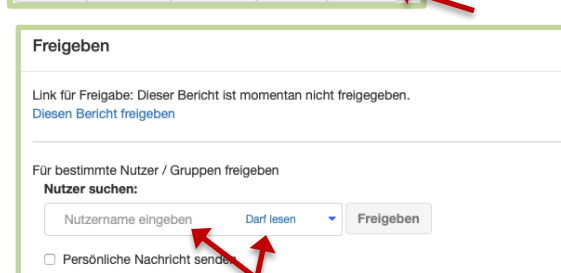 Freigeben
Link für Freigabe: Dieser Bericht ist momentan nicht freigegeben.
Diesen Bericht freigeben
Für bestimmte Nutzer / Gruppen freigeben
Nutzer suchen:
Nutzername eingeben Darf lesen Freigeben
Persönliche Nachricht senden